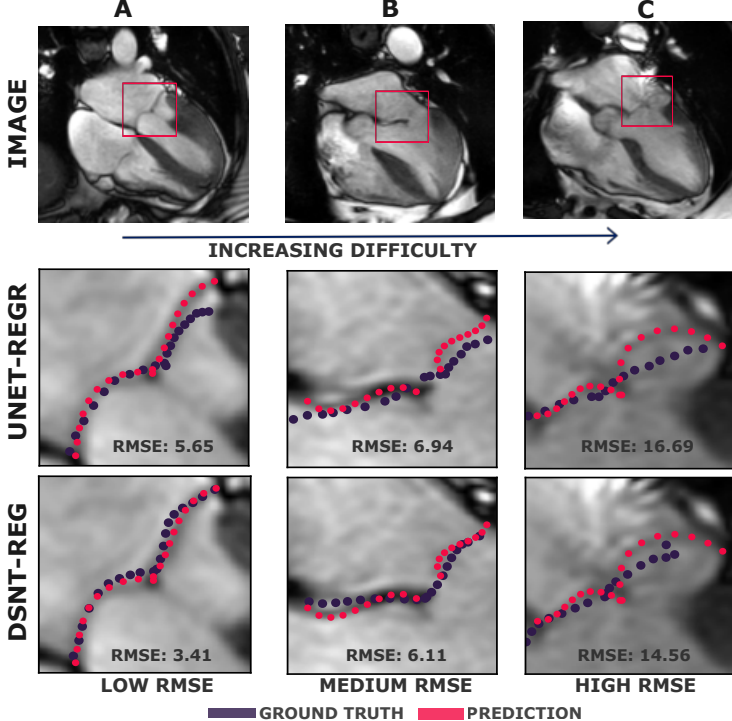 A B C
IMAGE
INCREASING DIFFICULTY
UNET-REGR
RMSE: 5.65 RMSE: 6.94 RMSE: 16.69
DSNT-REG
RMSE: 3.41 RMSE: 6.11 RMSE: 14.56
LOW RMSE MEDIUM RMSE HIGH RMSE
GROUND TRUTH PREDICTION